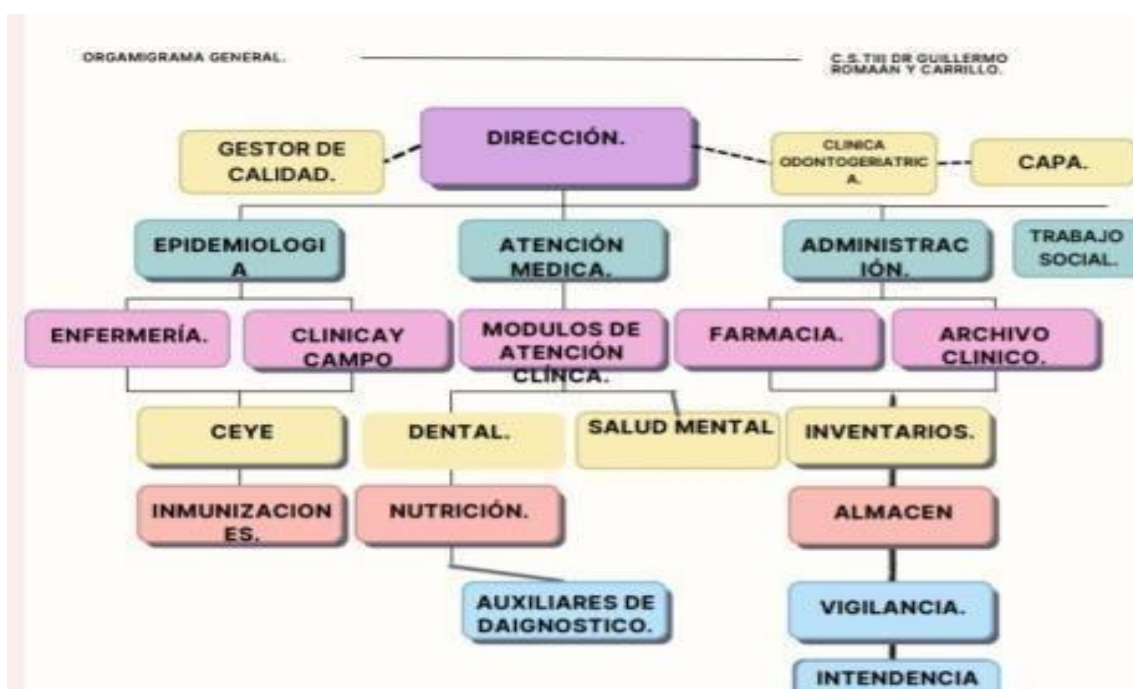 ORGAMIGRAMA GENERAL.
C.S.TIII DR GUILLERMO
ROMAÁN Y CARRILLO.
DIRECCIÓN.
GESTOR DE
CALIDAD.
CLINICA
ODONTOGERIATRIC
A.
CAPA.
EPIDEMIOLOGI
A
ATENCIÓN
MEDICA.
ADMINISTRAC
IÓN.
TRABAJO
SOCIAL.
ENFERMERÍA.
CLINICAY
CAMPO
MODULOS DE
ATENCIÓN
CLÍNCA.
FARMACIA.
ARCHIVO
CLINICO.
CEYE
DENTAL.
SALUD MENTAL
INVENTARIOS.
INMUNIZACION
ES.
NUTRICIÓN.
ALMACEN
AUXILIARES DE
DAIGNOSTICO.
VIGILANCIA.
INTENDENCIA